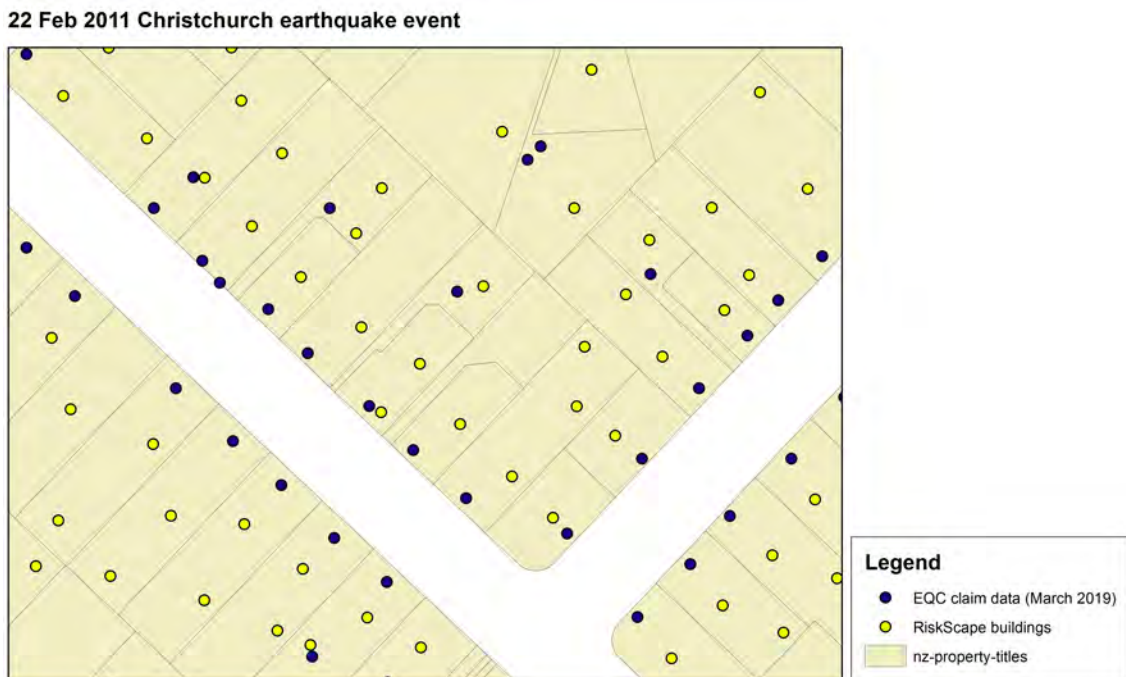 22 Feb 2011 Christchurch earthquake event
Legend
EQC claim data (March 2019)
RiskScape buildings
nz-property-titles